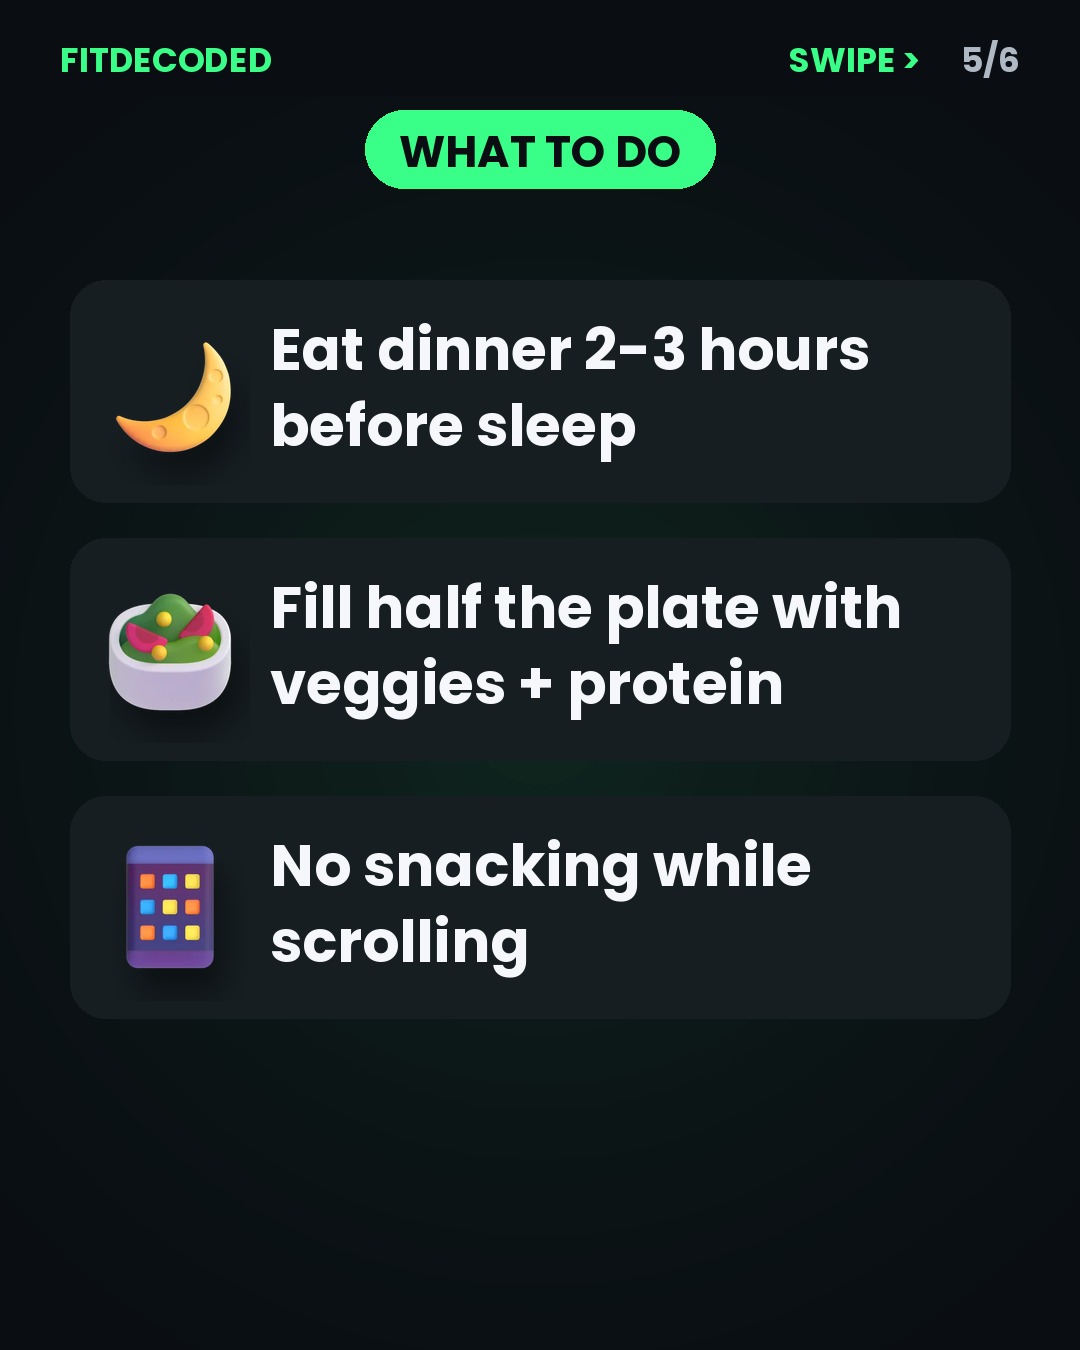 FITDECODED
SWIPE > 5/6
WHAT TO DO
Eat dinner 2-3 hours
before sleep
Fill half the plate with
veggies + protein
No snacking while
scrolling